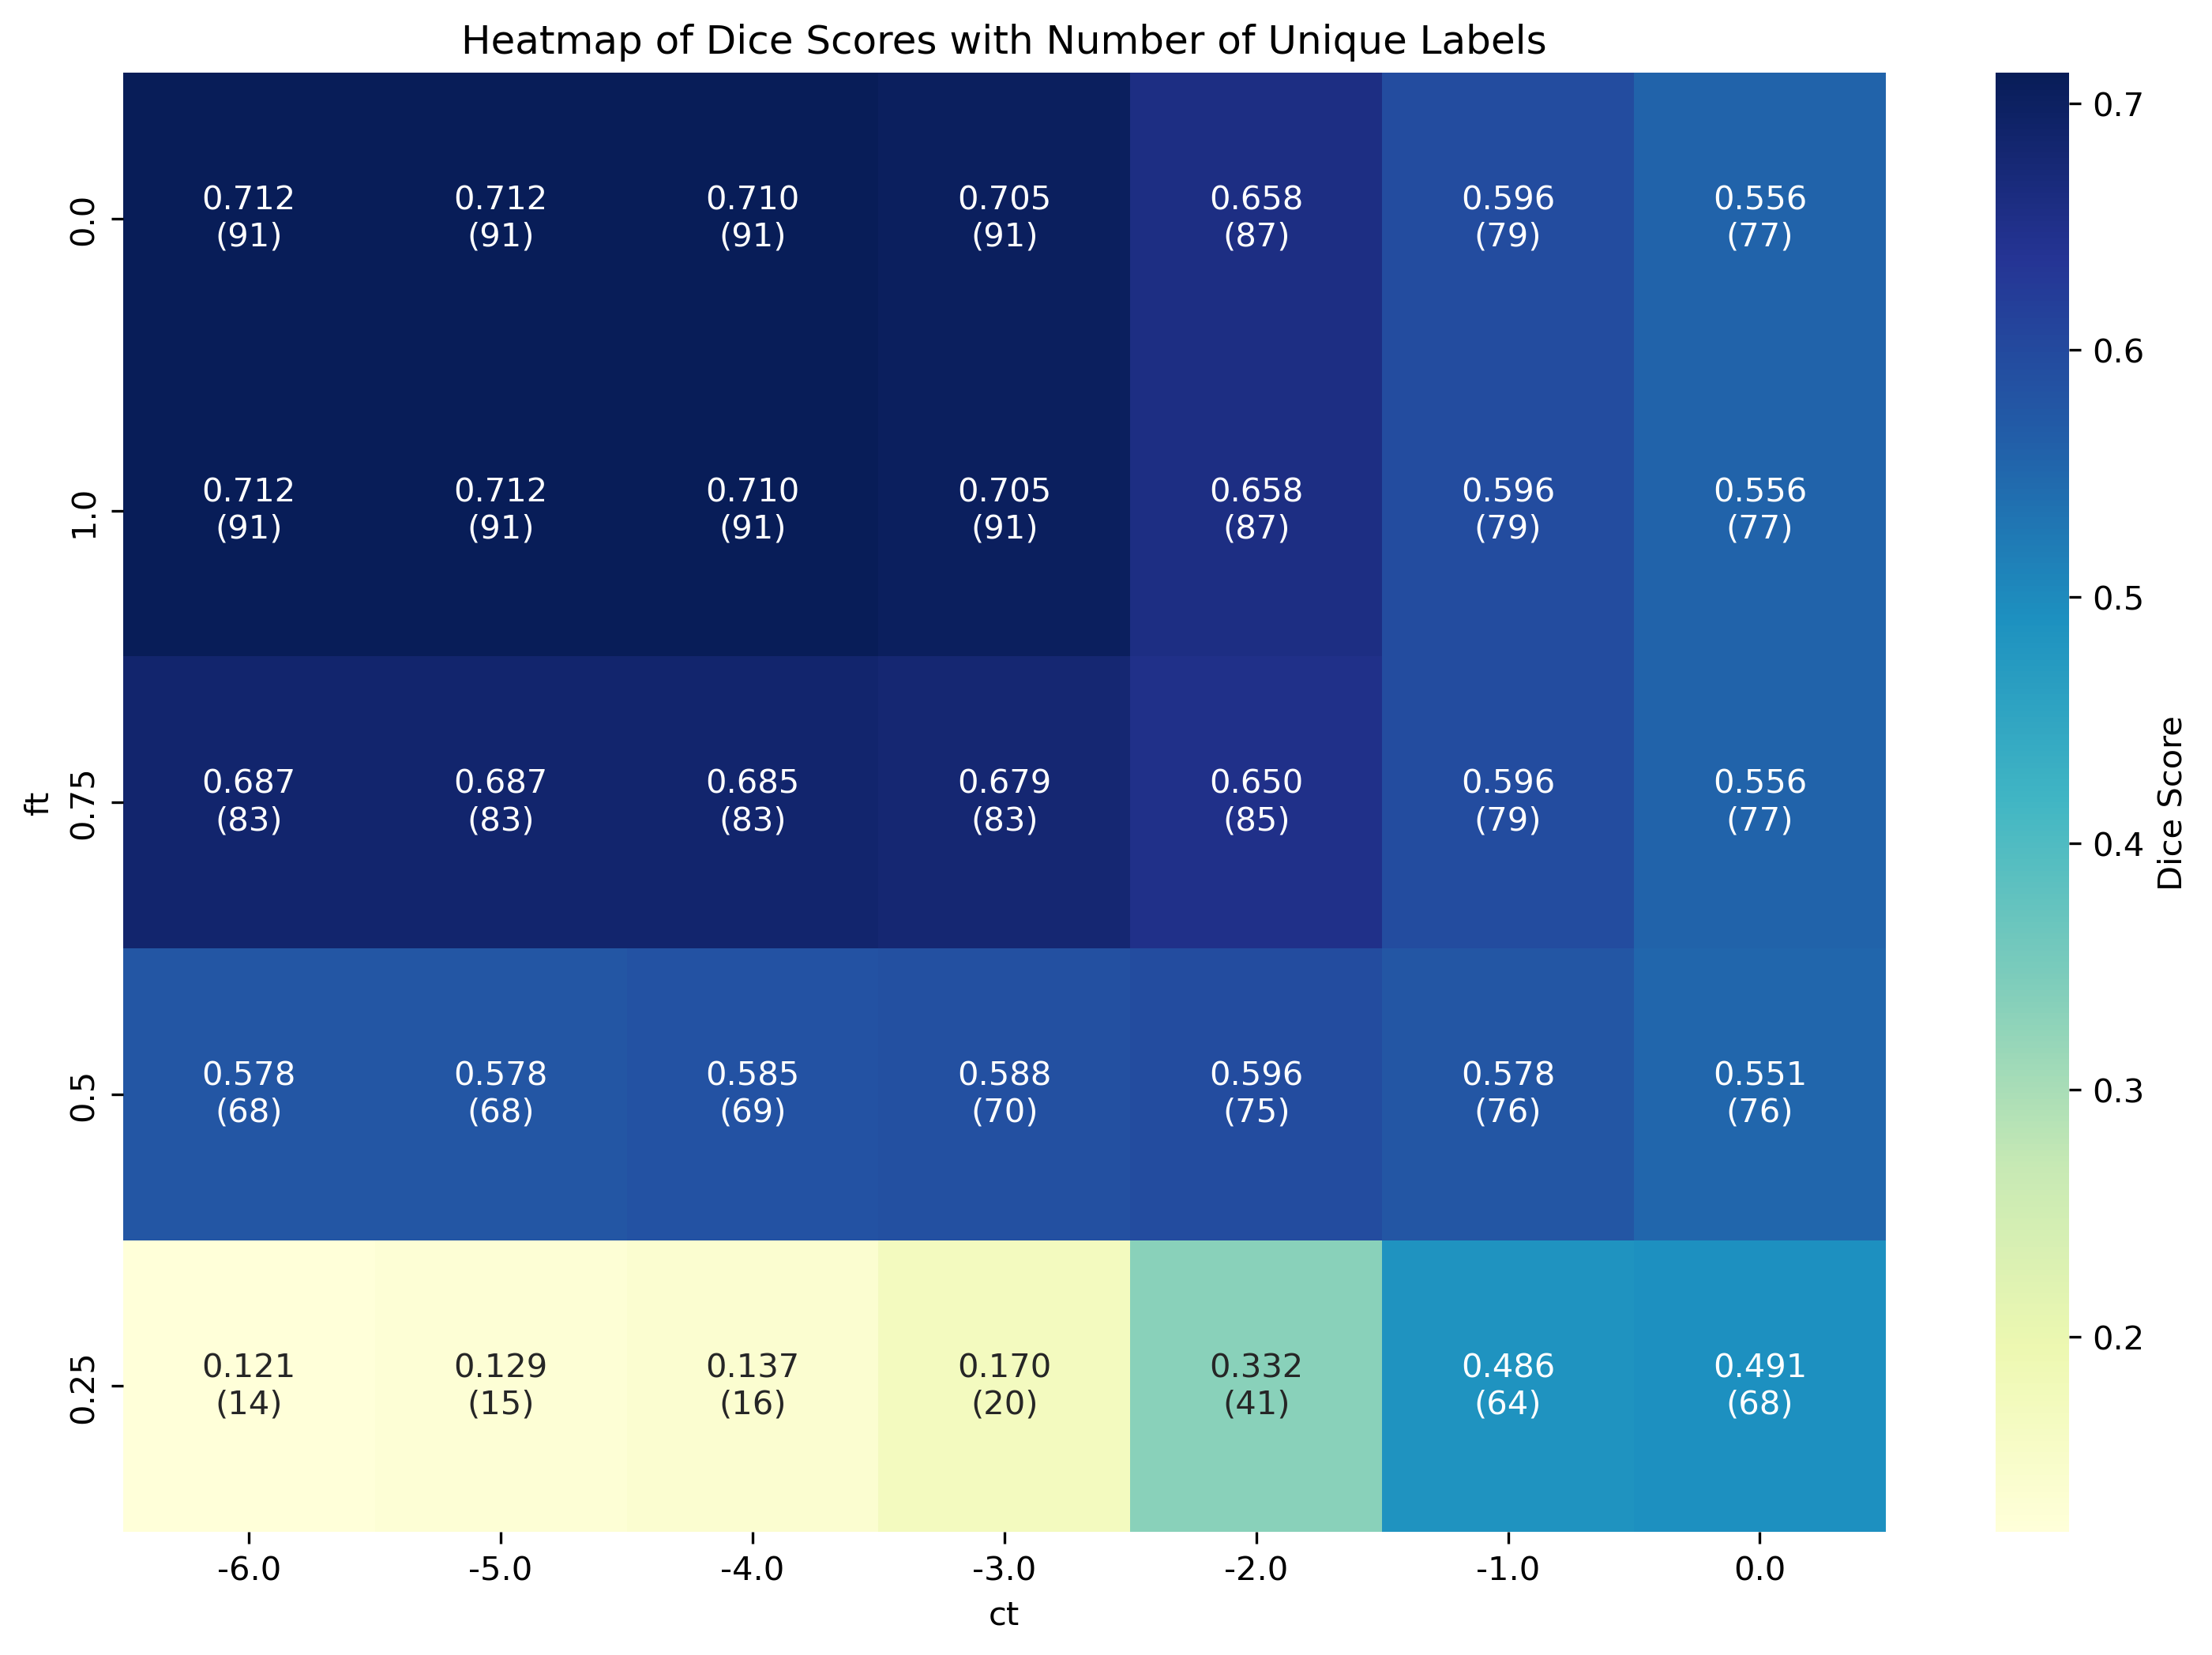 Heatmap of Dice Scores with Number of Unique Labels
0.0
0.712 0.712 0.710 0.705 0.658 0.596 0.556
(91) (91) (91) (91) (87) (79) (77)
1.0
0.712 0.712 0.710 0.705 0.658 0.596 0.556
(91) (91) (91) (91) (87) (79) (77)
ft
0.75
0.687 0.687 0.685 0.679 0.650 0.596 0.556
(83) (83) (83) (83) (85) (79) (77)
0.5
0.578 0.578 0.585 0.588 0.596 0.578 0.551
(68) (68) (69) (70) (75) (76) (76)
0.25
0.121 0.129 0.137 0.170 0.332 0.486 0.491
(14) (15) (16) (20) (41) (64) (68)
-6.0 -5.0 -4.0 -3.0 -2.0 -1.0 0.0
ct
0.7
0.6
0.5
0.4
0.3
0.2
Dice Score